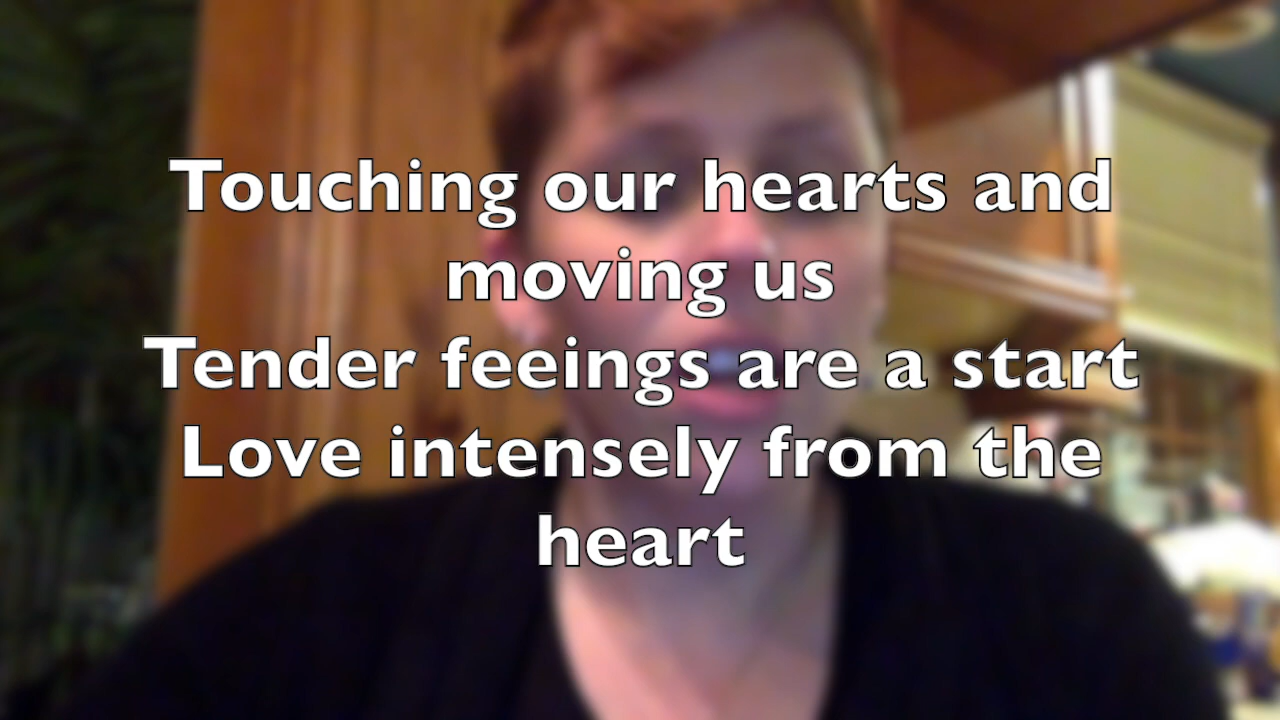 Touching our hearts and
moving us
Tender feeings are a start
Love intensely from the
heart